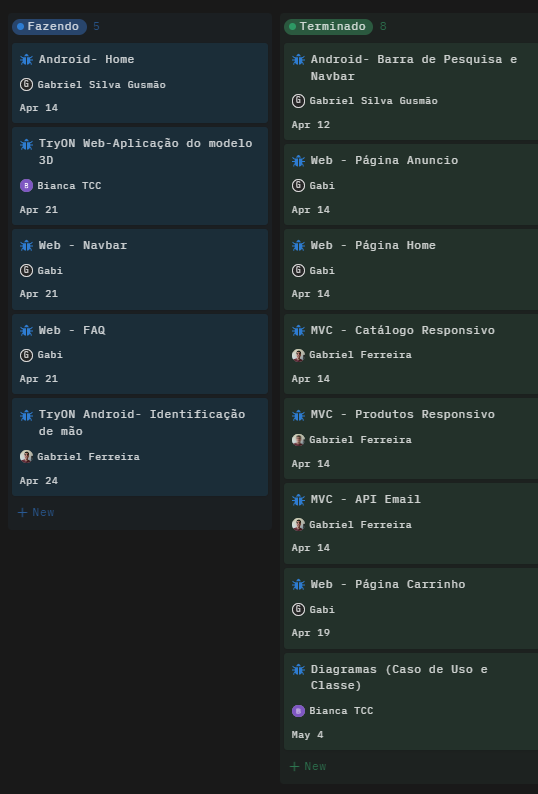 Fazendo 5
Android- Home
G Gabriel Silva Gusmão
Apr 14
TryON Web-Aplicação do modelo
3D
B Bianca TCC
Apr 21
Web - Navbar
G Gabi
Apr 21
Web - FAQ
G Gabi
Apr 21
TryON Android- Identificação
de mão
Gabriel Ferreira
Apr 24
+ New
Terminado 8
Android- Barra de Pesquisa e
Navbar
G Gabriel Silva Gusmão
Apr 12
Web - Página Anuncio
G Gabi
Apr 14
Web - Página Home
G Gabi
Apr 14
MVC - Catálogo Responsivo
Gabriel Ferreira
Apr 14
MVC - Produtos Responsivo
Gabriel Ferreira
Apr 14
MVC - API Email
Gabriel Ferreira
Apr 14
Web - Página Carrinho
G Gabi
Apr 19
Diagramas (Caso de Uso e
Classe)
B Bianca TCC
May 4
+ New